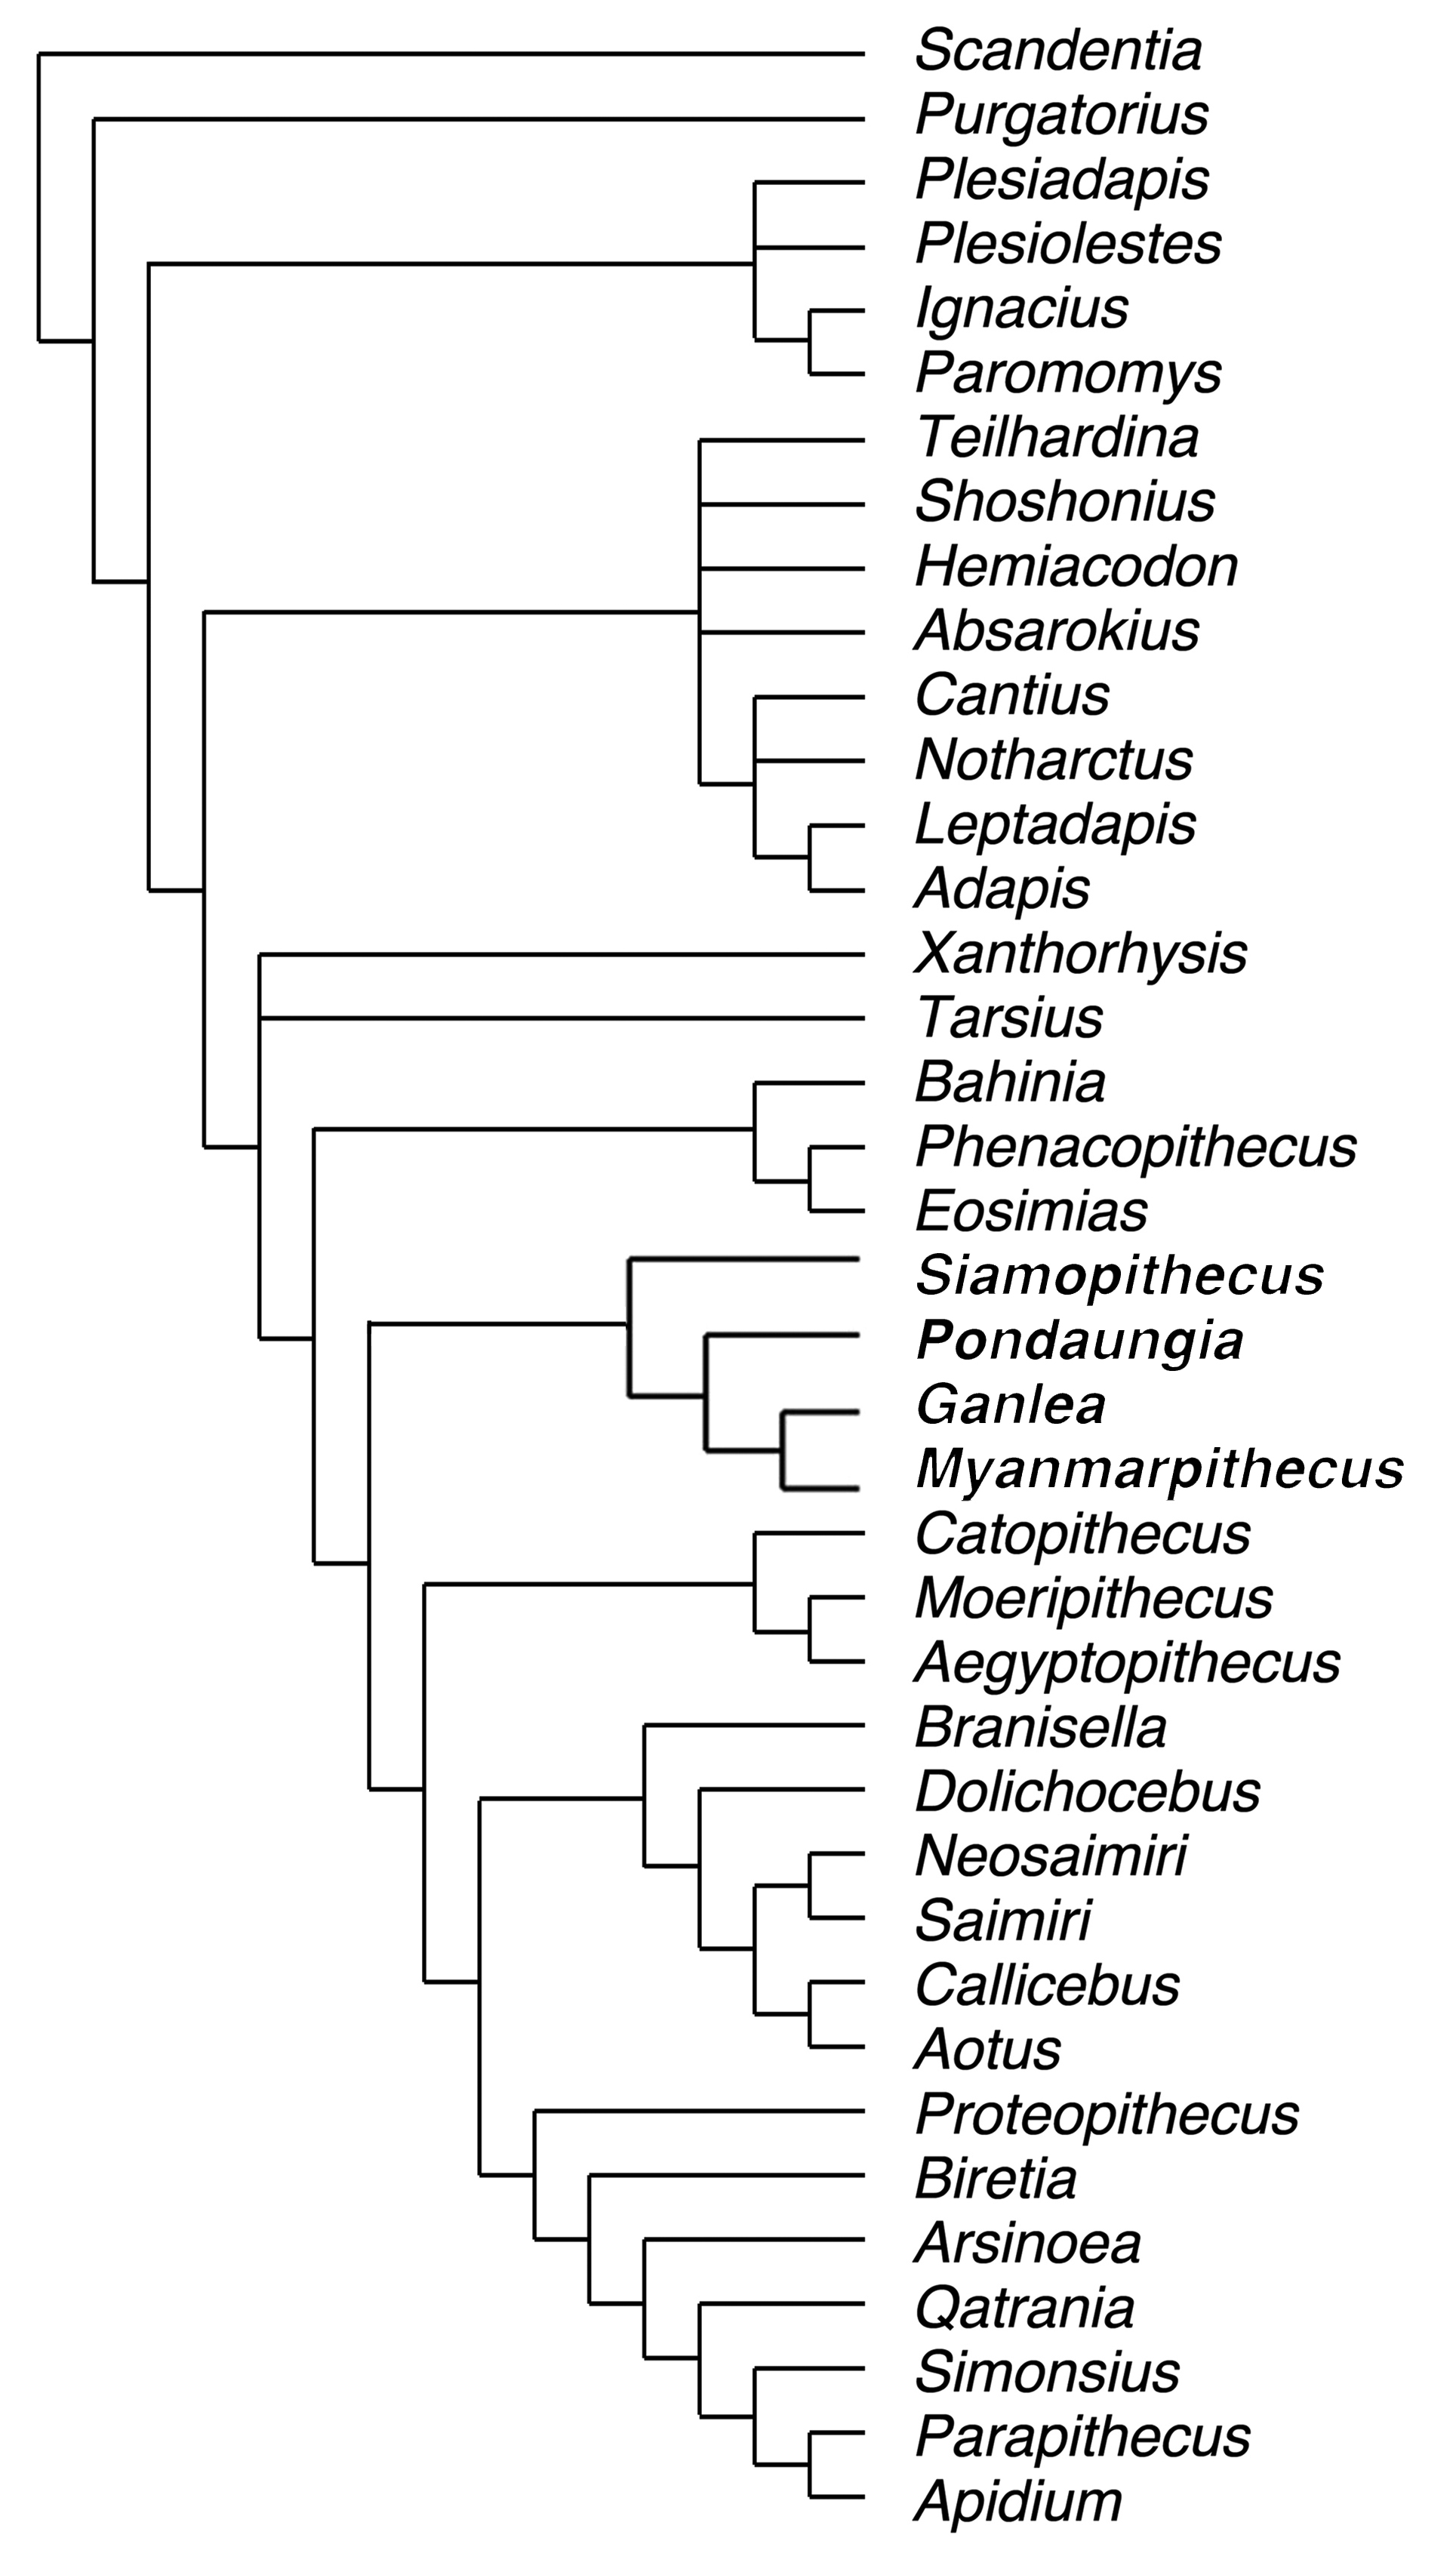 Scandentia
Purgatorius
Plesiadapis
Plesiolestes
Ignacius
Paromomys
Teilhardina
Shoshonius
Hemiacodon
Absarokius
Cantius
Notharctus
Leptadapis
Adapis
Xanthorhysis
Tarsius
Bahinia
Phenacopithecus
Eosimias
Siamopithecus
Pondaungia
Ganlea
Myanmarpithecus
Catopithecus
Moeripithecus
Aegyptopithecus
Branisella
Dolichocebus
Neosaimiri
Saimiri
Callicebus
Aotus
Proteopithecus
Biretia
Arsinoea
Qatrania
Simonsius
Parapithecus
Apidium